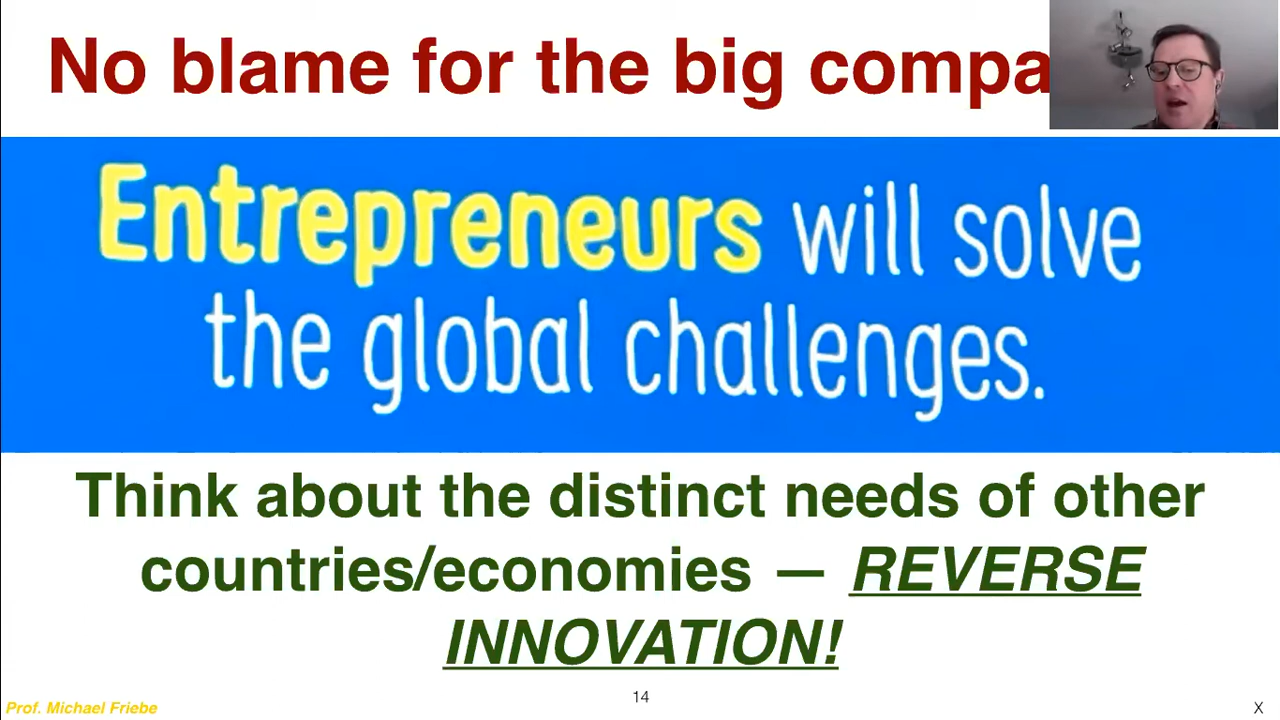 No blame for the big
Entrepreneurs will solve
the global challenges.
Think about the distinct needs of other
countries/economies — REVERSE
INNOVATION!
14
Prof. Michael Friebe
X